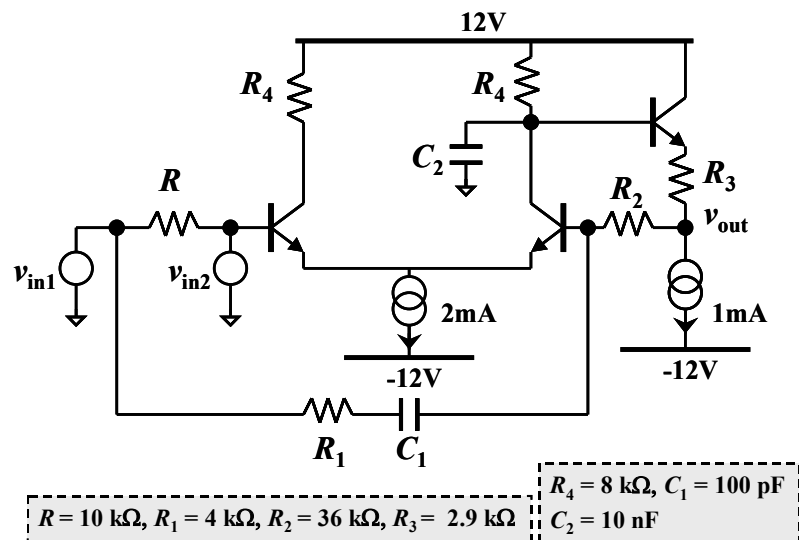 12V
R4
R4
C2
R
R2
R3
vout
vin1
vin2
2mA
1mA
-12V
-12V
R1
C1
R = 10 kΩ, R1 = 4 kΩ, R2 = 36 kΩ, R3 = 2.9 kΩ
R4 = 8 kΩ, C1 = 100 pF
C2 = 10 nF